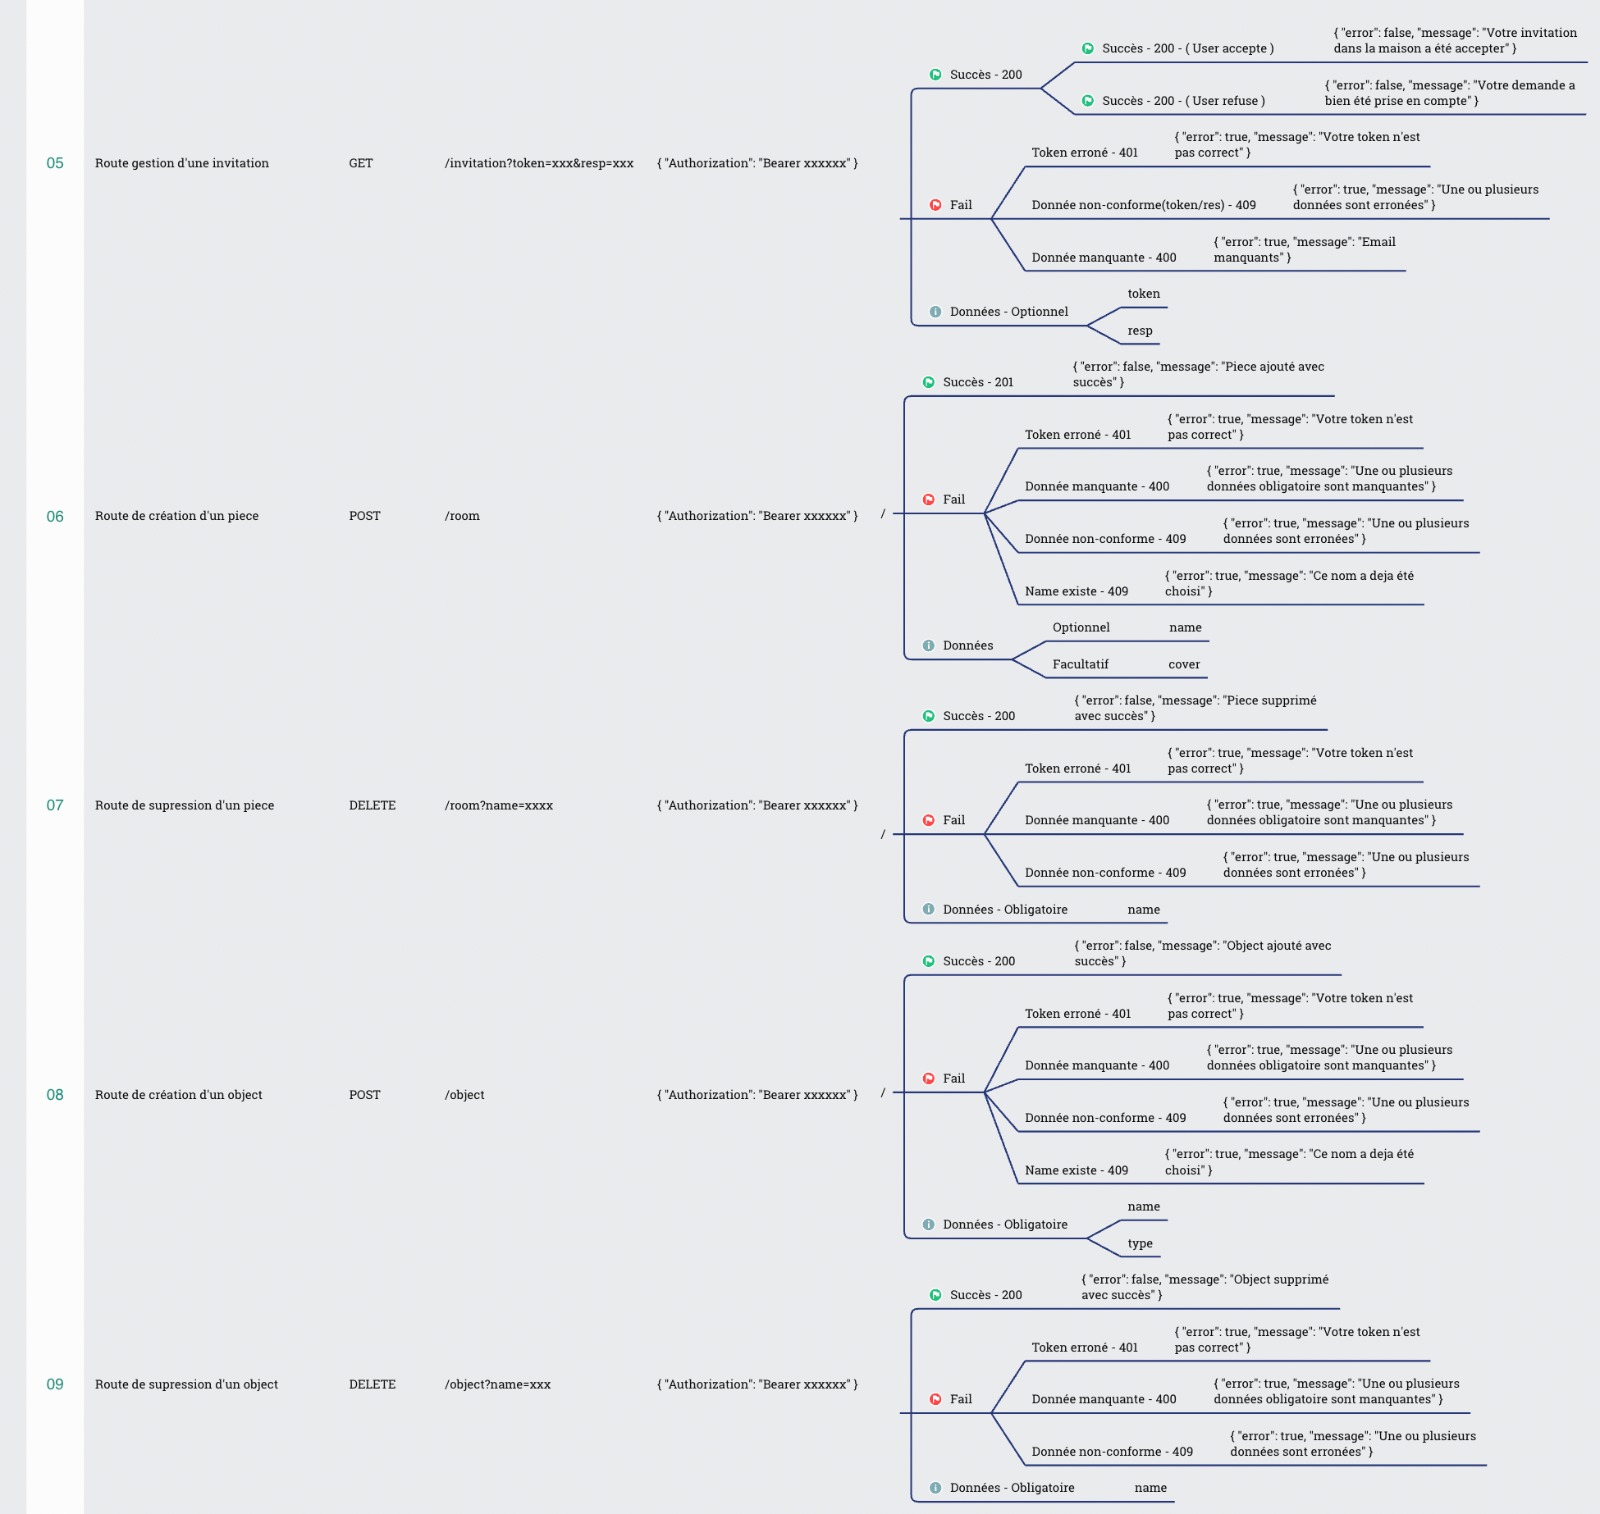 05
Route gestion d'une invitation
GET
/invitation?token=xxx&resp=xxx
{ "Authorization": "Bearer xxxxxx" }
Succès - 200
Succès - 200 - ( User accepte )
{ "error": false, "message": "Votre invitation
dans la maison a été accepter" }
Succès - 200 - ( User refuse )
{ "error": false, "message": "Votre demande a
bien été prise en compte" }
Fail
Token erroné - 401
{ "error": true, "message": "Votre token n'est
pas correct" }
Donnée non-conforme(token/res) - 409
{ "error": true, "message": "Une ou plusieurs
données sont erronées" }
Donnée manquante - 400
{ "error": true, "message": "Email
manquants" }
Données - Optionnel
token
resp
06
Route de création d'un piece
POST
/room
{ "Authorization": "Bearer xxxxxx" }
/
Succès - 201
{ "error": false, "message": "Piece ajouté avec
succès" }
Fail
Token erroné - 401
{ "error": true, "message": "Votre token n'est
pas correct" }
Donnée manquante - 400
{ "error": true, "message": "Une ou plusieurs
données obligatoire sont manquantes" }
Donnée non-conforme - 409
{ "error": true, "message": "Une ou plusieurs
données sont erronées" }
Name existe - 409
{ "error": true, "message": "Ce nom a deja été
choisi" }
Données
Optionnel
name
Facultatif
cover
07
Route de supression d'un piece
DELETE
/room?name=xxxx
{ "Authorization": "Bearer xxxxxx" }
/
Succès - 200
{ "error": false, "message": "Piece supprimé
avec succès" }
Fail
Token erroné - 401
{ "error": true, "message": "Votre token n'est
pas correct" }
Donnée manquante - 400
{ "error": true, "message": "Une ou plusieurs
données obligatoire sont manquantes" }
Donnée non-conforme - 409
{ "error": true, "message": "Une ou plusieurs
données sont erronées" }
Données - Obligatoire
name
08
Route de création d'un object
POST
/object
{ "Authorization": "Bearer xxxxxx" }
/
Succès - 200
{ "error": false, "message": "Object ajouté avec
succès" }
Fail
Token erroné - 401
{ "error": true, "message": "Votre token n'est
pas correct" }
Donnée manquante - 400
{ "error": true, "message": "Une ou plusieurs
données obligatoire sont manquantes" }
Donnée non-conforme - 409
{ "error": true, "message": "Une ou plusieurs
données sont erronées" }
Name existe - 409
{ "error": true, "message": "Ce nom a deja été
choisi" }
Données - Obligatoire
name
type
09
Route de supression d'un object
DELETE
/object?name=xxx
{ "Authorization": "Bearer xxxxxx" }
Succès - 200
{ "error": false, "message": "Object supprimé
avec succès" }
Fail
Token erroné - 401
{ "error": true, "message": "Votre token n'est
pas correct" }
Donnée manquante - 400
{ "error": true, "message": "Une ou plusieurs
données obligatoire sont manquantes" }
Donnée non-conforme - 409
{ "error": true, "message": "Une ou plusieurs
données sont erronées" }
Données - Obligatoire
name